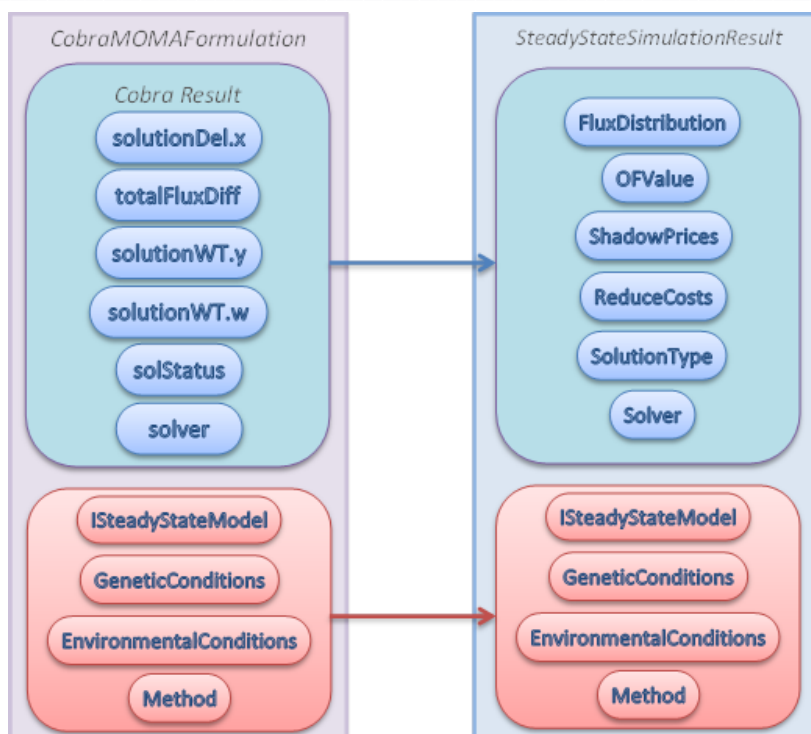 CobraMOMAFormulation
Cobra Result
solutionDel.x
totalFluxDiff
solutionWT.y
solutionWT.w
solStatus
solver
ISteadyStateModel
GeneticConditions
EnvironmentalConditions
Method
SteadyStateSimulationResult
FluxDistribution
OFValue
ShadowPrices
ReduceCosts
SolutionType
Solver
ISteadyStateModel
GeneticConditions
EnvironmentalConditions
Method